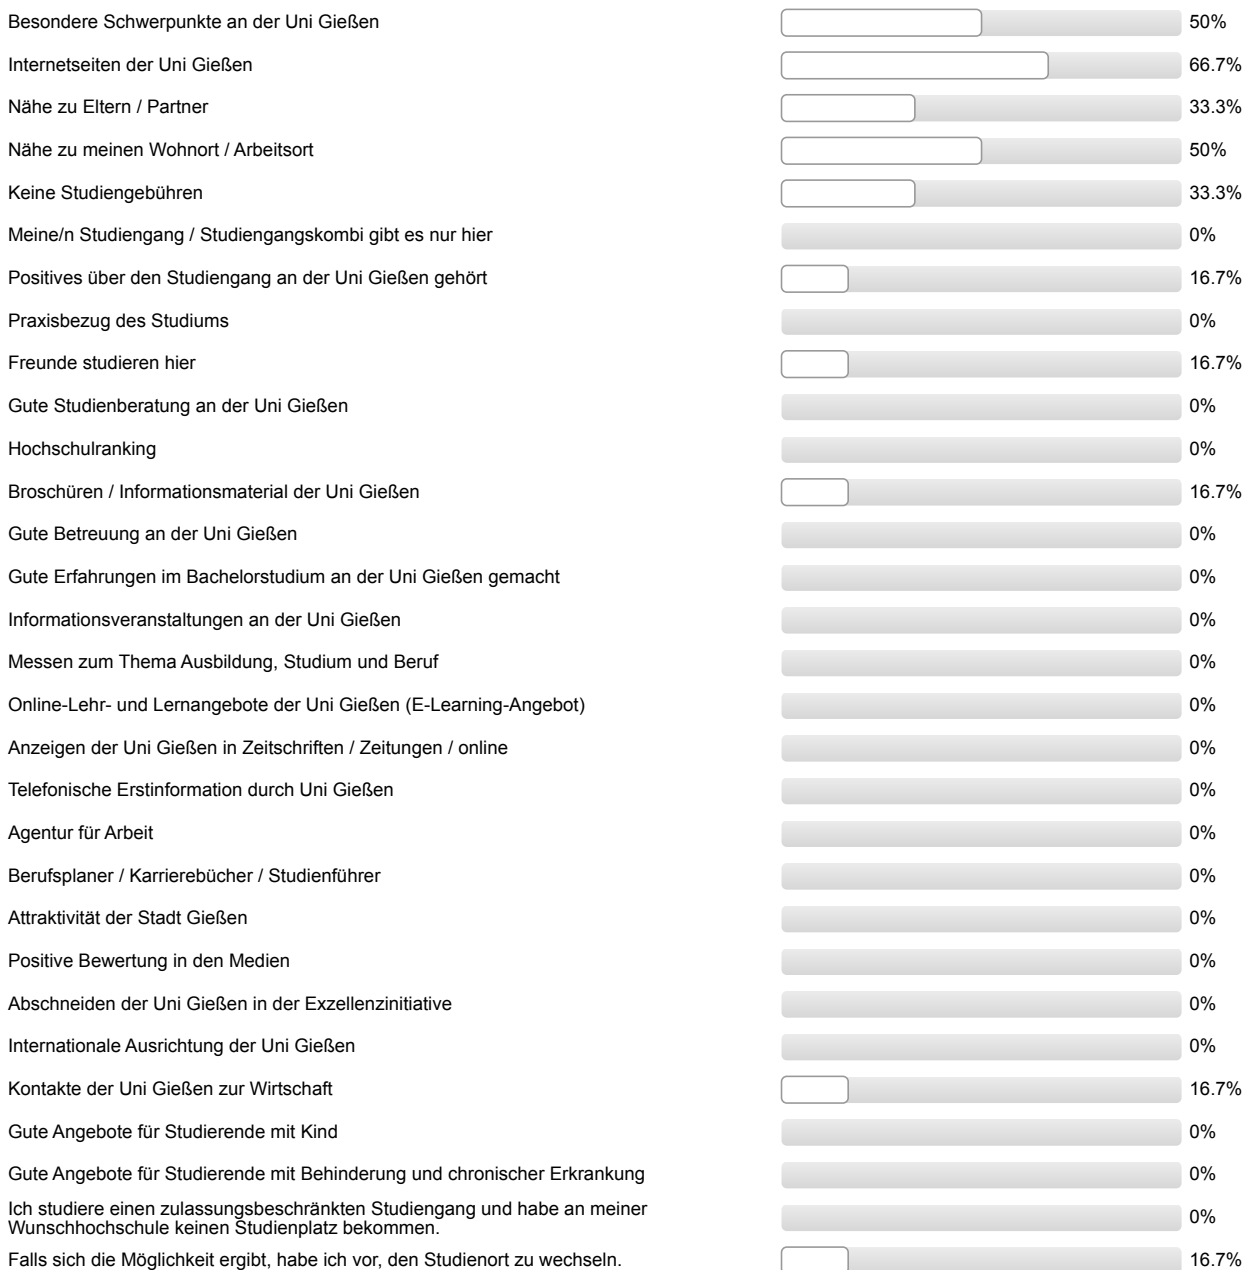 Besondere Schwerpunkte an der Uni Gießen 50%
Internetseiten der Uni Gießen 66.7%
Nähe zu Eltern / Partner 33.3%
Nähe zu meinen Wohnort / Arbeitsort 50%
Keine Studiengebühren 33.3%
Meine/n Studiengang / Studiengangskombi gibt es nur hier 0%
Positives über den Studiengang an der Uni Gießen gehört 16.7%
Praxisbezug des Studiums 0%
Freunde studieren hier 16.7%
Gute Studienberatung an der Uni Gießen 0%
Hochschulranking 0%
Broschüren / Informationsmaterial der Uni Gießen 16.7%
Gute Betreuung an der Uni Gießen 0%
Gute Erfahrungen im Bachelorstudium an der Uni Gießen gemacht 0%
Informationsveranstaltungen an der Uni Gießen 0%
Messen zum Thema Ausbildung, Studium und Beruf 0%
Online-Lehr- und Lernangebote der Uni Gießen (E-Learning-Angebot) 0%
Anzeigen der Uni Gießen in Zeitschriften / Zeitungen / online 0%
Telefonische Erstinformation durch Uni Gießen 0%
Agentur für Arbeit 0%
Berufsplaner / Karrierebücher / Studienführer 0%
Attraktivität der Stadt Gießen 0%
Positive Bewertung in den Medien 0%
Abschneiden der Uni Gießen in der Exzellenzinitiative 0%
Internationale Ausrichtung der Uni Gießen 0%
Kontakte der Uni Gießen zur Wirtschaft 16.7%
Gute Angebote für Studierende mit Kind 0%
Gute Angebote für Studierende mit Behinderung und chronischer Erkrankung 0%
Ich studiere einen zulassungsbeschränkten Studiengang und habe an meiner
Wunschhochschule keinen Studienplatz bekommen. 0%
Falls sich die Möglichkeit ergibt, habe ich vor, den Studienort zu wechseln. 16.7%